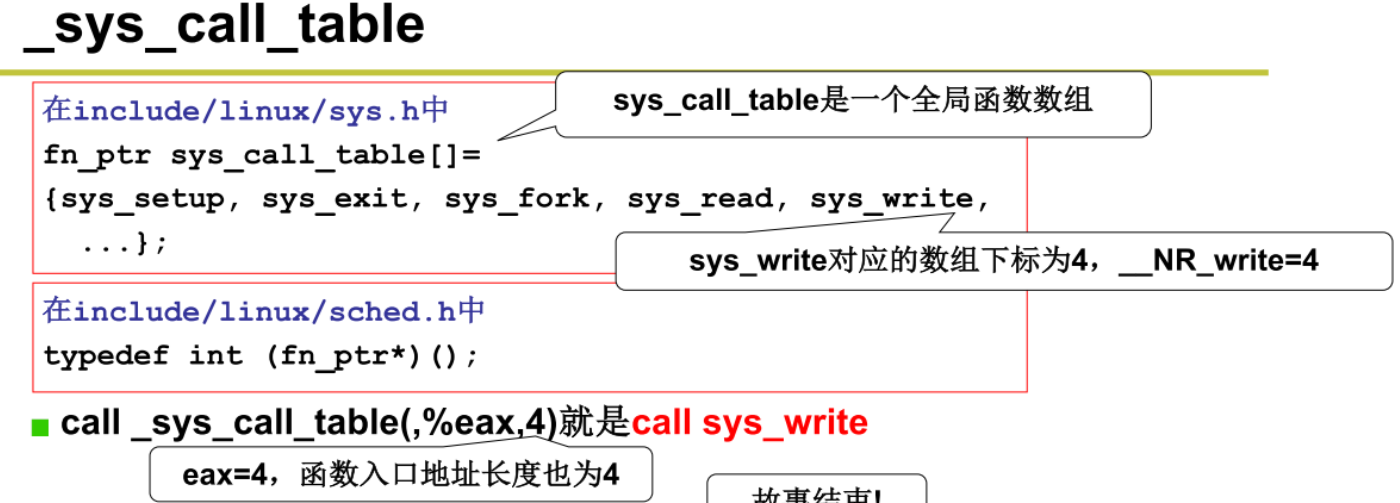 _sys_call_table
在include/linux/sys.h中
sys_call_table是一个全局函数数组
fn_ptr sys_call_table[]=
{sys_setup, sys_exit, sys_fork, sys_read, sys_write,
...};
sys_write对应的数组下标为4，__NR_write=4
在include/linux/sched.h中
typedef int (fn_ptr*)();
call _sys_call_table(,%eax,4)就是call sys_write
eax=4，函数入口地址长度也为4
故事结束!